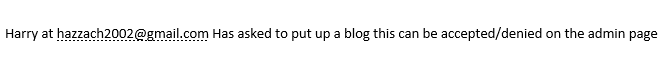 Harry at hazzach2002@gmail.com Has asked to put up a blog this can be accepted/denied on the admin page